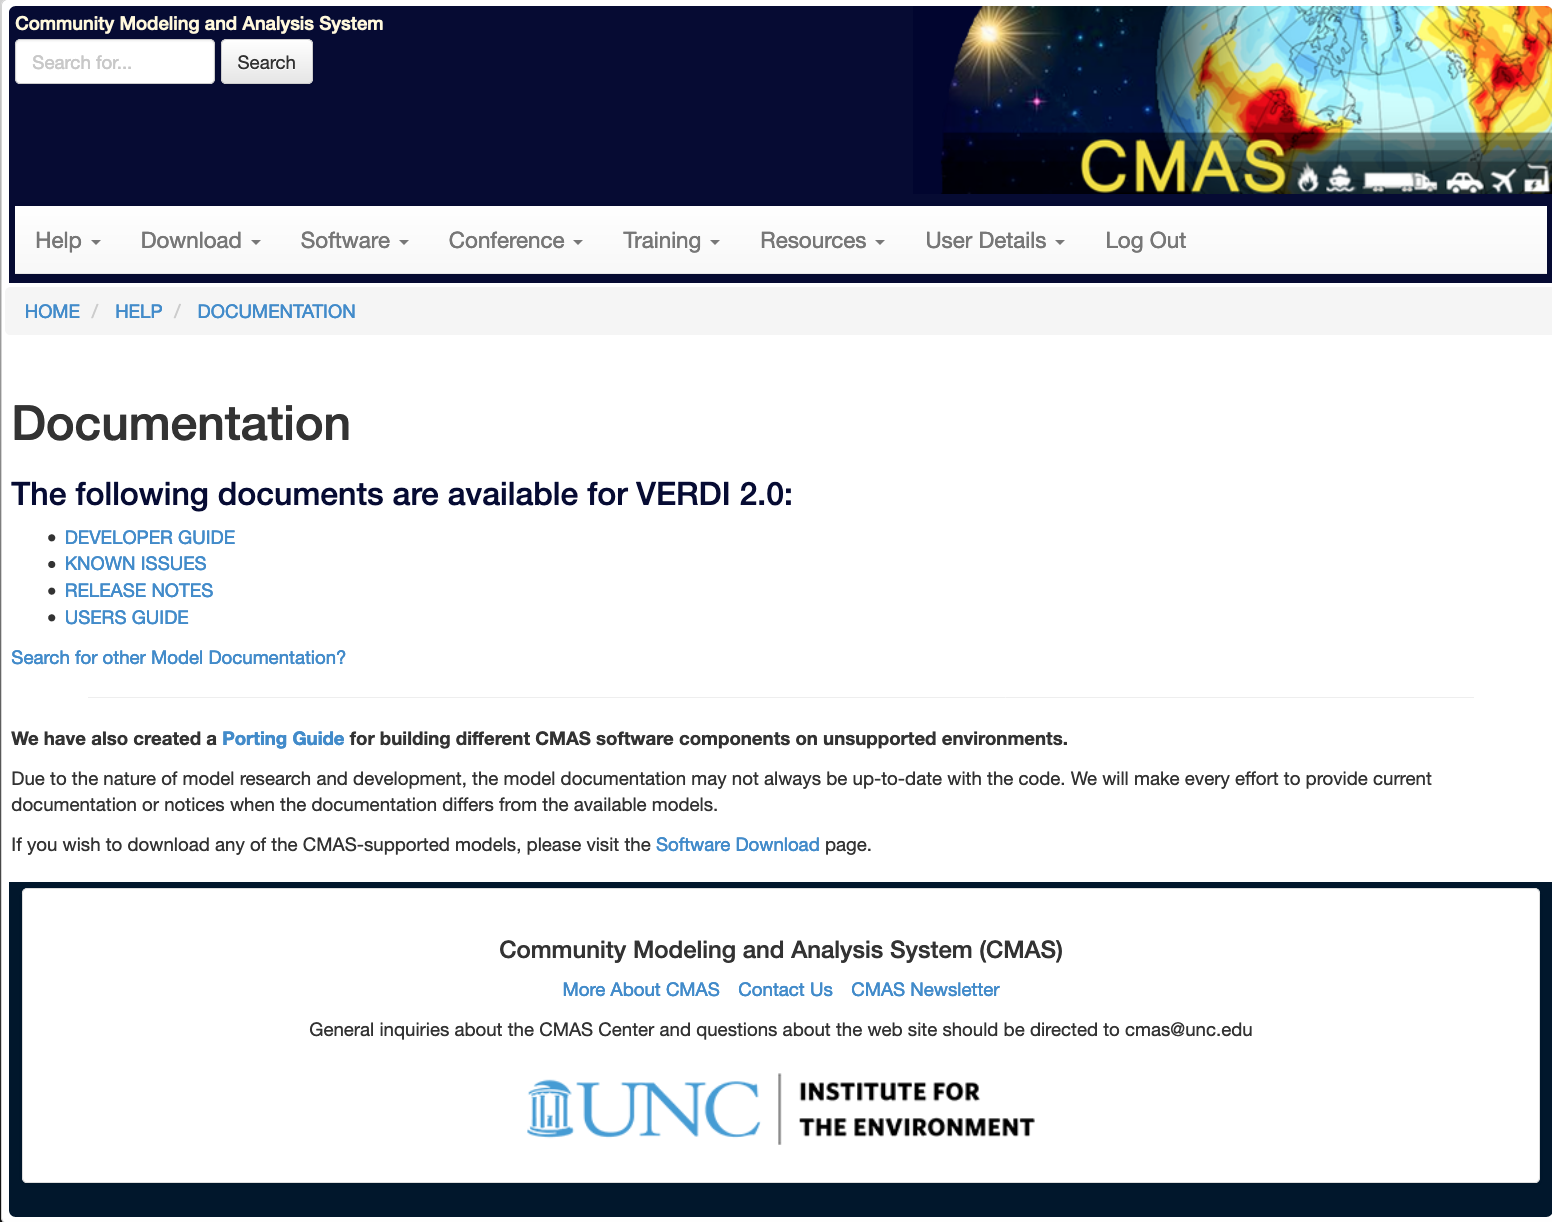 Community Modeling and Analysis System
Search for...
Search
CMAS
Help
Download
Software
Conference
Training
Resources
User Details
Log Out
HOME / HELP / DOCUMENTATION
Documentation
The following documents are available for VERDI 2.0:
• DEVELOPER GUIDE
• KNOWN ISSUES
• RELEASE NOTES
• USERS GUIDE
Search for other Model Documentation?
We have also created a Porting Guide for building different CMAS software components on unsupported environments.
Due to the nature of model research and development, the model documentation may not always be up-to-date with the code. We will make every effort to provide current
documentation or notices when the documentation differs from the available models.
If you wish to download any of the CMAS-supported models, please visit the Software Download page.
Community Modeling and Analysis System (CMAS)
More About CMAS Contact Us CMAS Newsletter
General inquiries about the CMAS Center and questions about the web site should be directed to cmas@unc.edu
UNC
INSTITUTE FOR
THE ENVIRONMENT